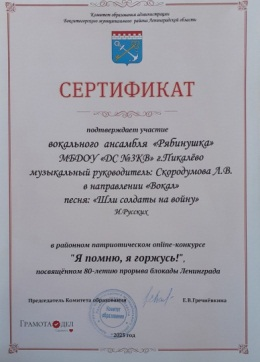 Комитет образования администрации
Бокситогорского муниципального района Ленинградской области
СЕРТИФИКАТ
подтверждает участие
вокального ансамбля «Рябинушка»
МБДОУ «ДС №3КВ» г.Пикалёво
музыкальный руководитель: Скородумова Л.В.
в направлении «Вокал»
песня: «Шли солдаты на войну»
И.Русских
в районном патриотическом online-конкурсе
"Я помню, я горжусь!",
посвящённом 80-летию прорыва блокады Ленинграда
Председатель Комитета образования
Е.В.Гречнёвкина
ГРАМОТА ДЕЛ
2023 год